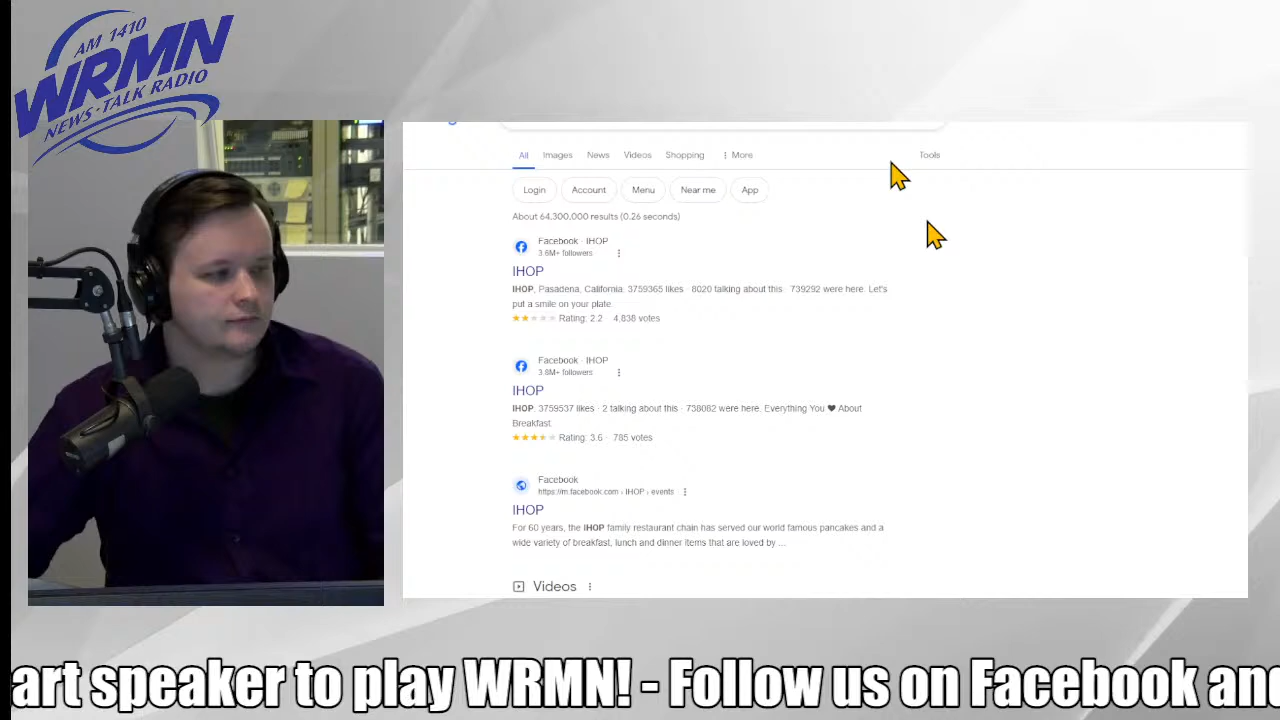 AM 1410
WRMN
NEWS·TALK RADIO
All Images News Videos Shopping More Tools
Login Account Menu Near me App
About 64,300,000 results (0.26 seconds)
Facebook · IHOP
3.6M+ followers
IHOP
IHOP, Pasadena, California. 3759365 likes · 8020 talking about this · 739292 were here. Let's
put a smile on your plate.
Rating: 2.2 · 4,838 votes
Facebook · IHOP
3.8M+ followers
IHOP
IHOP. 3759537 likes · 2 talking about this · 738082 were here. Everything You ❤ About
Breakfast.
Rating: 3.6 · 785 votes
Facebook
https://m.facebook.com › IHOP › events
IHOP
For 60 years, the IHOP family restaurant chain has served our world famous pancakes and a
wide variety of breakfast, lunch and dinner items that are loved by ...
Videos
art speaker to play WRMN! - Follow us on Facebook and